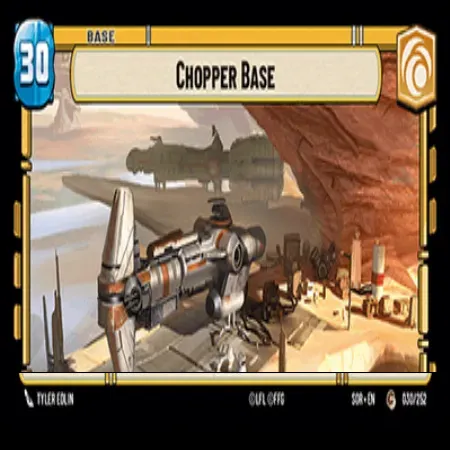 BASE
30
CHOPPER BASE
TYLER EDLIN
©LFL ©FFG
SOR • EN
C
030/252